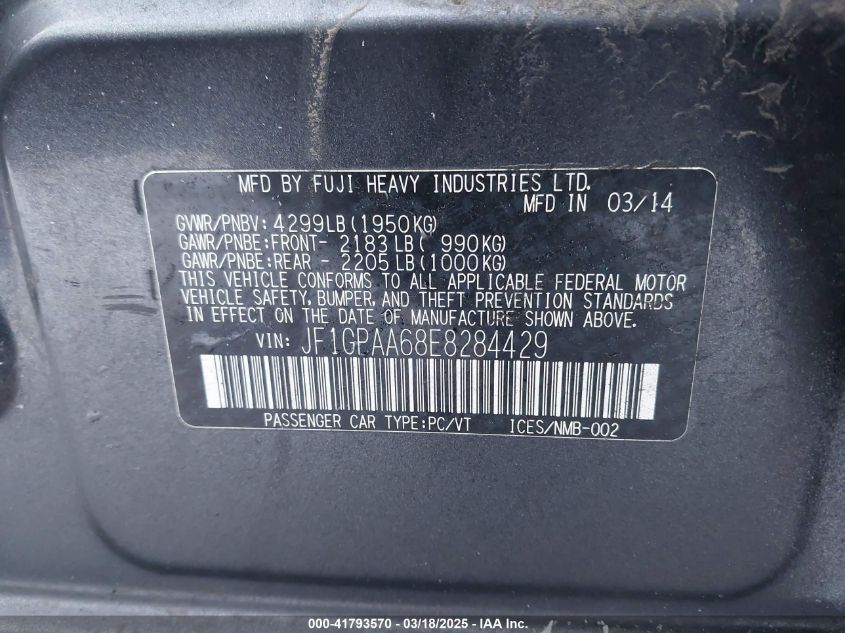 MFD BY FUJI HEAVY INDUSTRIES LTD.
MFD IN 03/14
GVWR/PNBV: 4299LB(1950KG)
GAWR/PNBE:FRONT- 2183LB( 990KG)
GAWR/PNBE:REAR - 2205LB(1000KG)
THIS VEHICLE CONFORMS TO ALL APPLICABLE FEDERAL MOTOR
VEHICLE SAFETY, BUMPER, AND THEFT PREVENTION STANDARDS
IN EFFECT ON THE DATE OF MANUFACTURE SHOWN ABOVE.
VIN: JF1GPAA68E8284429
PASSENGER CAR TYPE:PC/VT ICES/NMB-002
000-41793570 — 03/18/2025 — IAA Inc.